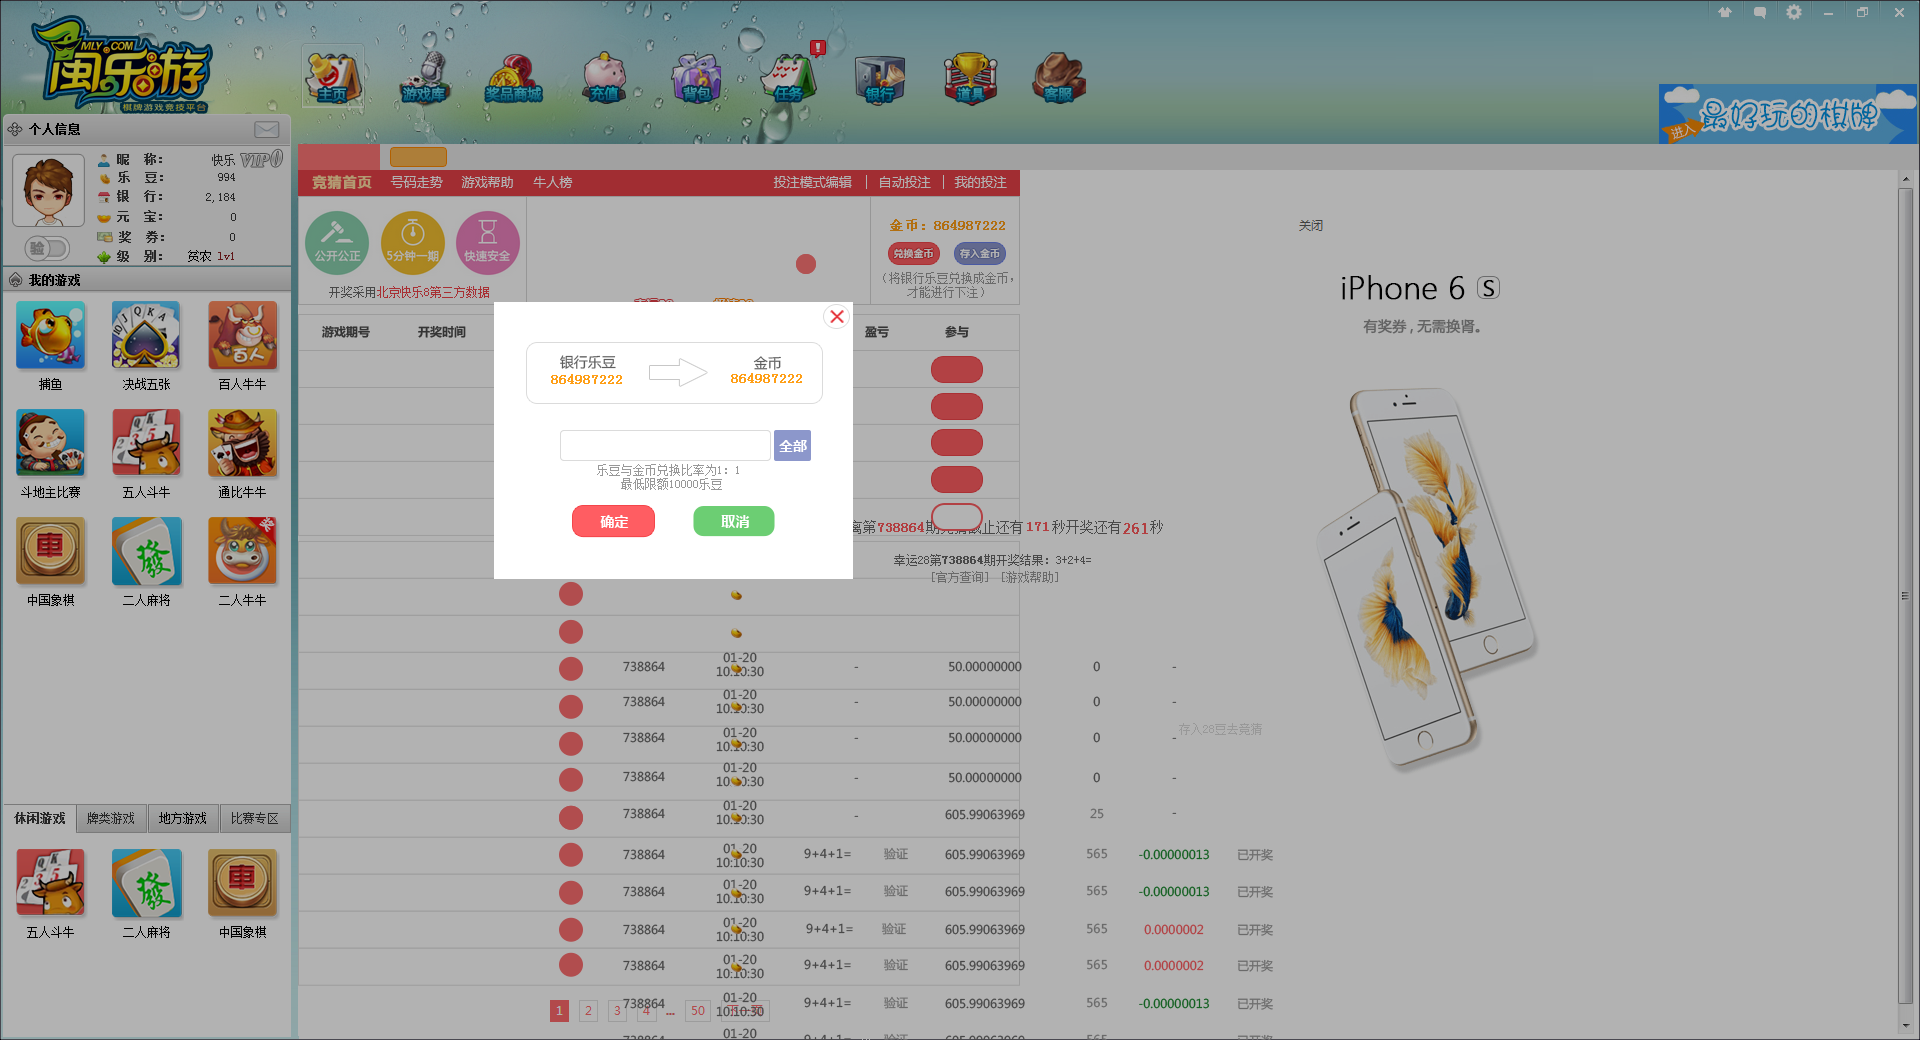 MLY.COM
闽乐游
棋牌游戏竞技平台
主页 游戏库 奖品商城 充值 背包 任务 银行 道具 客服
进入 最好玩的棋牌
个人信息
昵 称: 快乐 VIP0
乐 豆: 994
银 行: 2,184
元 宝: 0
奖 券: 0
级 别: 贫农 lv1
验
我的游戏
捕鱼 决战五张 百人牛牛
斗地主比赛 五人斗牛 通比牛牛
中国象棋 二人麻将 二人牛牛
休闲游戏 牌类游戏 地方游戏 比赛专区
五人斗牛 二人麻将 中国象棋
竞猜首页 号码走势 游戏帮助 牛人榜 投注模式编辑 | 自动投注 | 我的投注
公开公正 5分钟一期 快速安全
开奖采用北京快乐8第三方数据
金币：864987222
兑换金币 存入金币
（将银行乐豆兑换成金币，
才能进行下注）
关闭
iPhone 6 S
有奖券，无需换肾。
游戏期号 开奖时间 盈亏 参与
银行乐豆 金币
864987222 864987222
全部
乐豆与金币兑换比率为1：1
最低限额10000乐豆
确定 取消
离第738864期竞猜截止还有171秒开奖还有261秒
幸运28第738864期开奖结果：3+2+4=
[官方查询] [游戏帮助]
存入28豆去竞猜
738864 01-20 10:10:30 - 50.00000000 0 -
738864 01-20 10:10:30 - 50.00000000 0 -
738864 01-20 10:10:30 - 50.00000000 0 -
738864 01-20 10:10:30 - 50.00000000 0 -
738864 01-20 10:10:30 - 605.99063969 25 -
738864 01-20 10:10:30 9+4+1= 验证 605.99063969 565 -0.00000013 已开奖
738864 01-20 10:10:30 9+4+1= 验证 605.99063969 565 -0.00000013 已开奖
738864 01-20 10:10:30 9+4+1= 验证 605.99063969 565 0.0000002 已开奖
738864 01-20 10:10:30 9+4+1= 验证 605.99063969 565 0.0000002 已开奖
738864 01-20 10:10:30 9+4+1= 验证 605.99063969 565 -0.00000013 已开奖
1 2 3 4 … 50
01-20